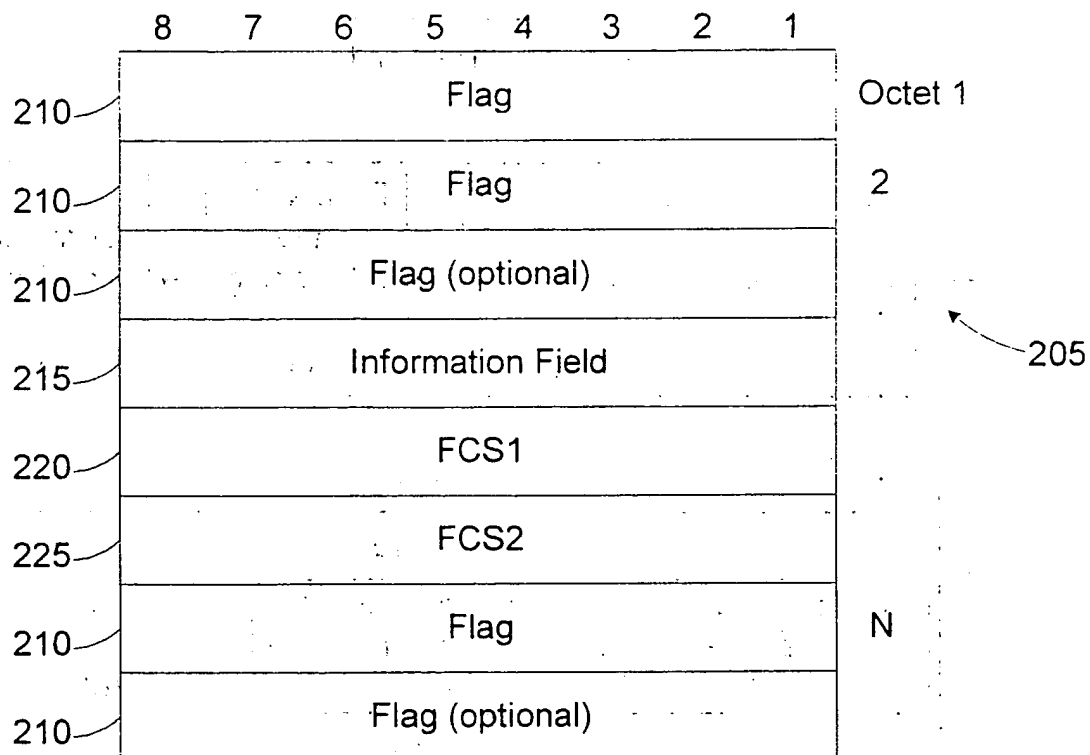 8 7 6 5 4 3 2 1
210 Flag Octet 1
210 Flag 2
210 Flag (optional)
205
215 Information Field
220 FCS1
225 FCS2
210 Flag N
210 Flag (optional)